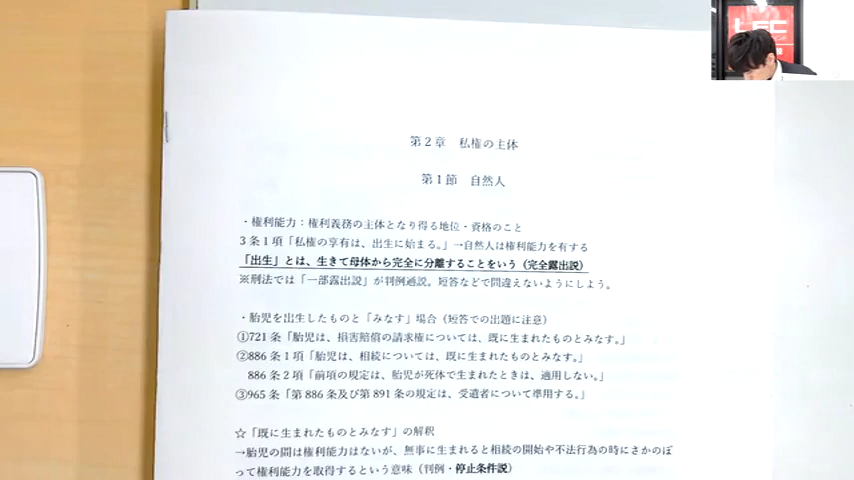 LEC
第２章　私権の主体
第１節　自然人
・権利能力：権利義務の主体となり得る地位・資格のこと
３条１項「私権の享有は、出生に始まる。」→自然人は権利能力を有する
「出生」とは、生きて母体から完全に分離することをいう（完全露出説）
※刑法では「一部露出説」が判例通説。短答などで間違えないようにしよう。
・胎児を出生したものと「みなす」場合（短答での出題に注意）
①721条「胎児は、損害賠償の請求権については、既に生まれたものとみなす。」
②886条１項「胎児は、相続については、既に生まれたものとみなす。」
886条２項「前項の規定は、胎児が死体で生まれたときは、適用しない。」
③965条「第886条及び第891条の規定は、受遺者について準用する。」
☆「既に生まれたものとみなす」の解釈
→胎児の間は権利能力はないが、無事に生まれると相続の開始や不法行為の時にさかのぼ
って権利能力を取得するという意味（判例・停止条件説）